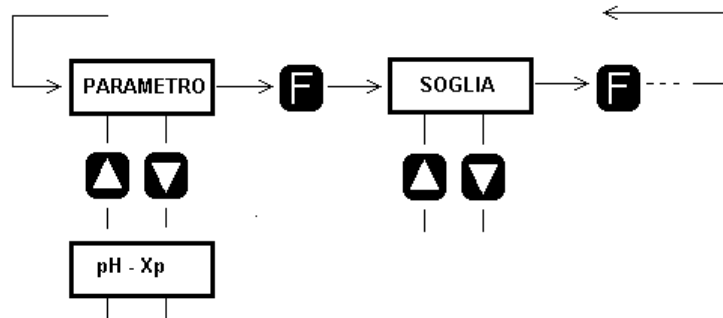 PARAMETRO
F
SOGLIA
F
pH - Xp